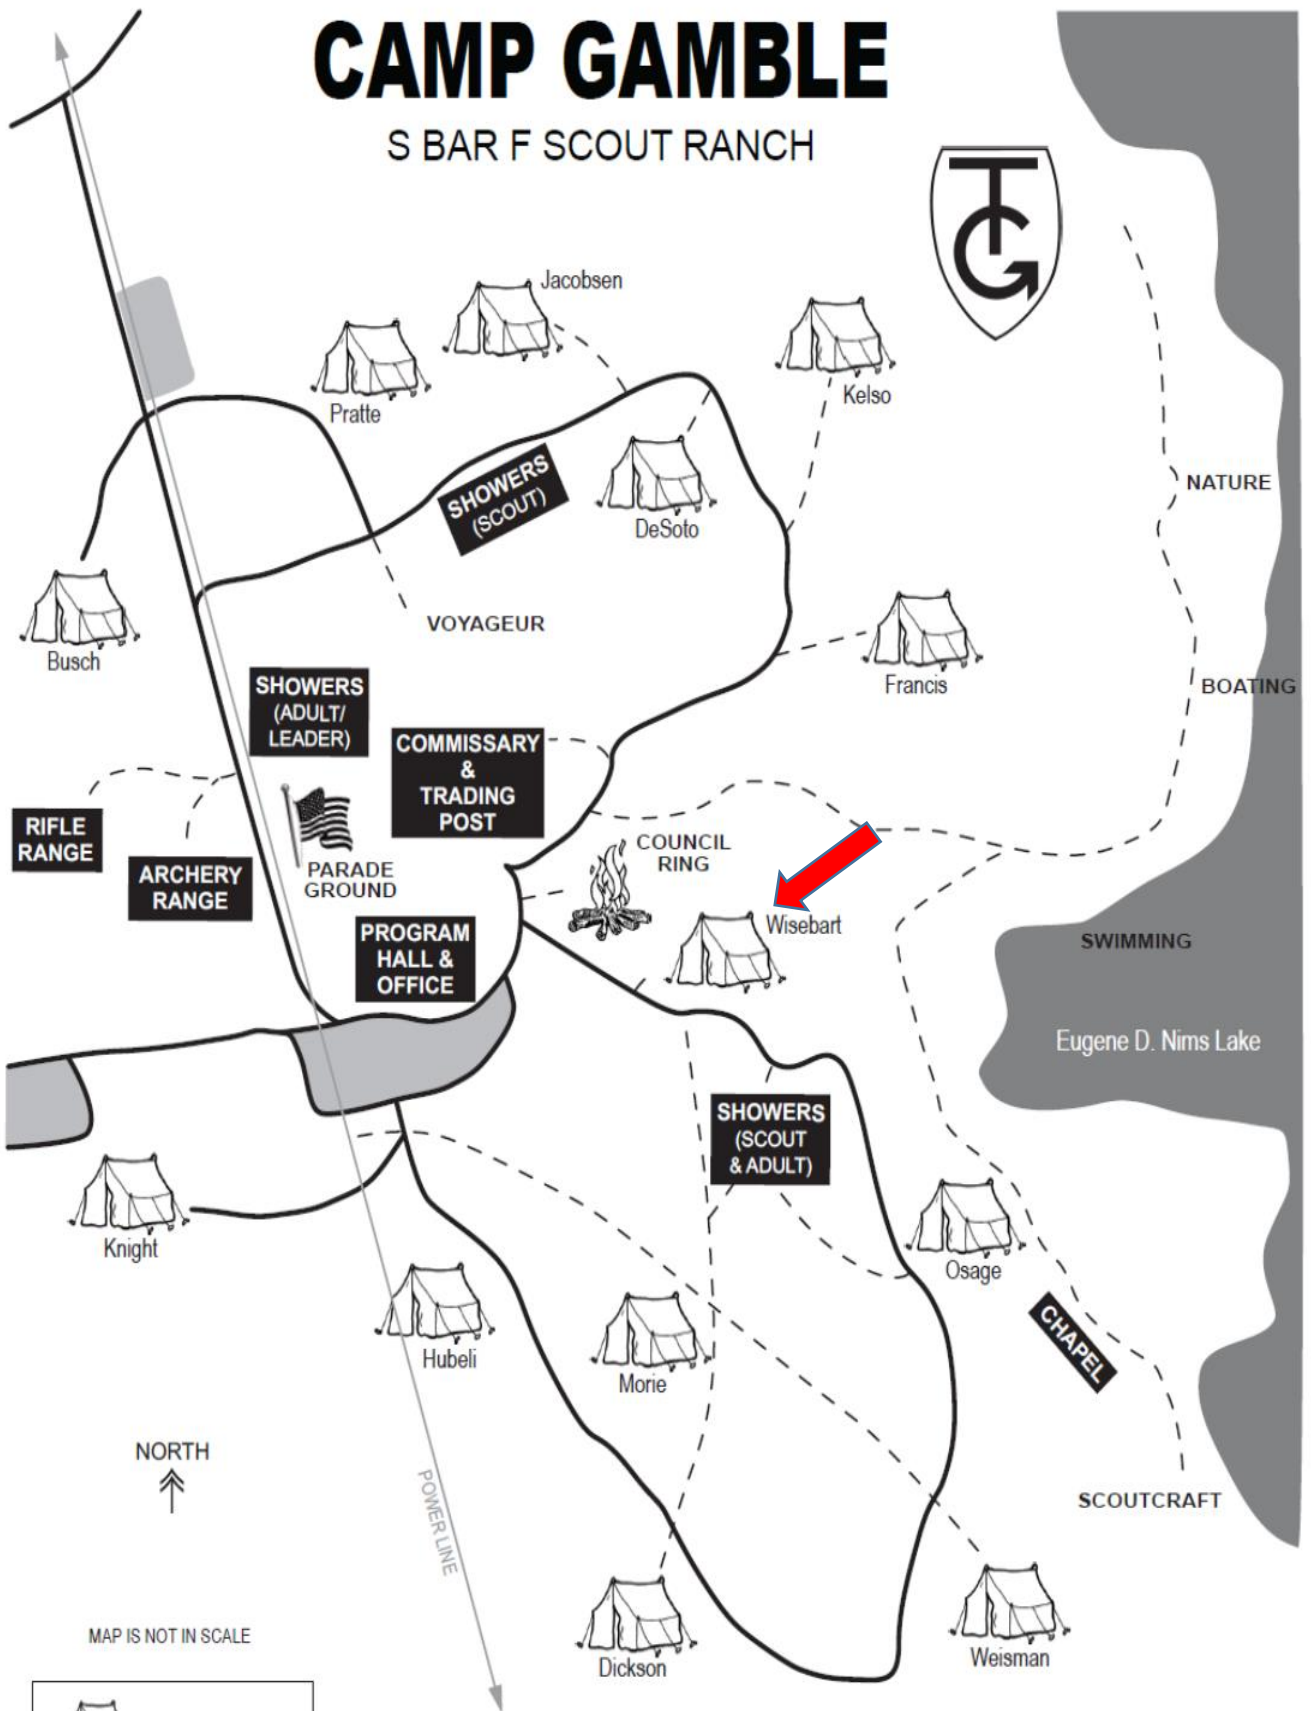 CAMP GAMBLE
S BAR F SCOUT RANCH
TG
Jacobsen
Pratte
Kelso
SHOWERS
(SCOUT)
DeSoto
NATURE
Busch
VOYAGEUR
Francis
BOATING
SHOWERS
(ADULT/
LEADER)
COMMISSARY
&
TRADING
POST
RIFLE
RANGE
ARCHERY
RANGE
PARADE
GROUND
COUNCIL
RING
Wisebart
PROGRAM
HALL &
OFFICE
SWIMMING
Eugene D. Nims Lake
SHOWERS
(SCOUT
& ADULT)
Knight
Osage
Hubeli
Morie
CHAPEL
NORTH
POWER LINE
SCOUTCRAFT
MAP IS NOT IN SCALE
Dickson
Weisman